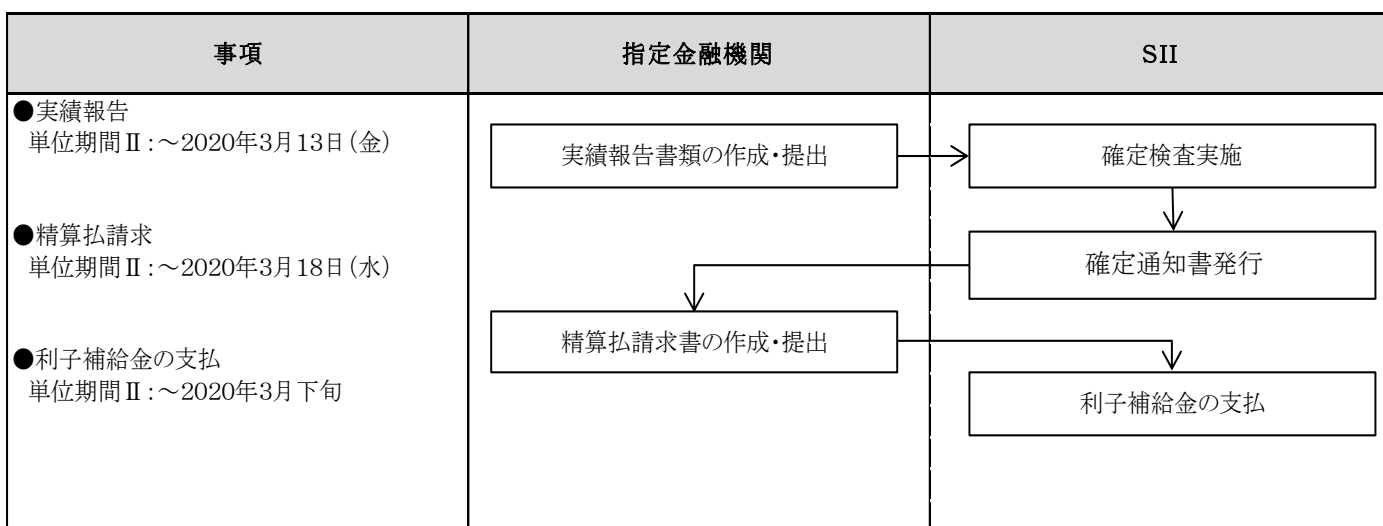 事項
指定金融機関
SII
●実績報告
単位期間Ⅱ:～2020年3月13日(金)
実績報告書類の作成・提出
確定検査実施
●精算払請求
単位期間Ⅱ:～2020年3月18日(水)
確定通知書発行
精算払請求書の作成・提出
●利子補給金の支払
単位期間Ⅱ:～2020年3月下旬
利子補給金の支払